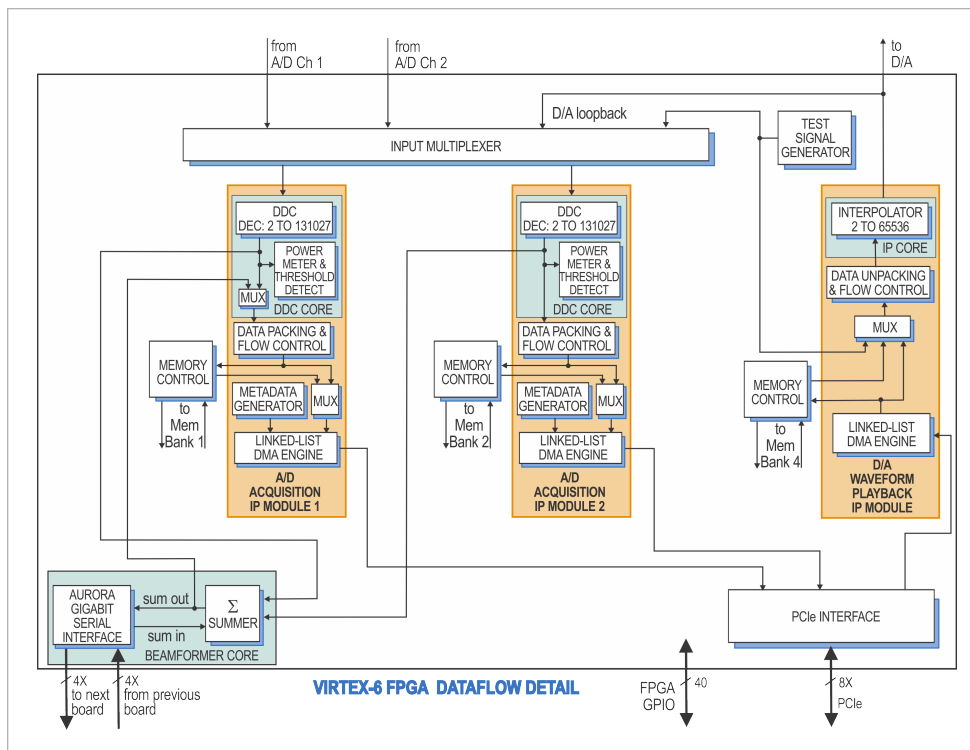 from
A/D Ch 1
from
A/D Ch 2
to
D/A
D/A loopback
INPUT MULTIPLEXER
TEST
SIGNAL
GENERATOR
DDC
DEC: 2 TO 131027
POWER
METER &
THRESHOLD
DETECT
MUX
DDC CORE
DATA PACKING &
FLOW CONTROL
MEMORY
CONTROL
METADATA
GENERATOR
MUX
to
Mem
Bank 1
LINKED-LIST
DMA ENGINE
A/D
ACQUISITION
IP MODULE 1
DDC
DEC: 2 TO 131027
POWER
METER &
THRESHOLD
DETECT
DDC CORE
DATA PACKING &
FLOW CONTROL
MEMORY
CONTROL
METADATA
GENERATOR
MUX
to
Mem
Bank 2
LINKED-LIST
DMA ENGINE
A/D
ACQUISITION
IP MODULE 2
INTERPOLATOR
2 TO 65536
IP CORE
DATA UNPACKING
& FLOW CONTROL
MUX
MEMORY
CONTROL
to
Mem
Bank 4
LINKED-LIST
DMA ENGINE
D/A
WAVEFORM
PLAYBACK
IP MODULE
AURORA
GIGABIT
SERIAL
INTERFACE
sum out
sum in
Σ
SUMMER
BEAMFORMER CORE
PCIe INTERFACE
4X
to next
board
4X
from previous
board
VIRTEX-6 FPGA DATAFLOW DETAIL
FPGA
GPIO
40
8X
PCIe